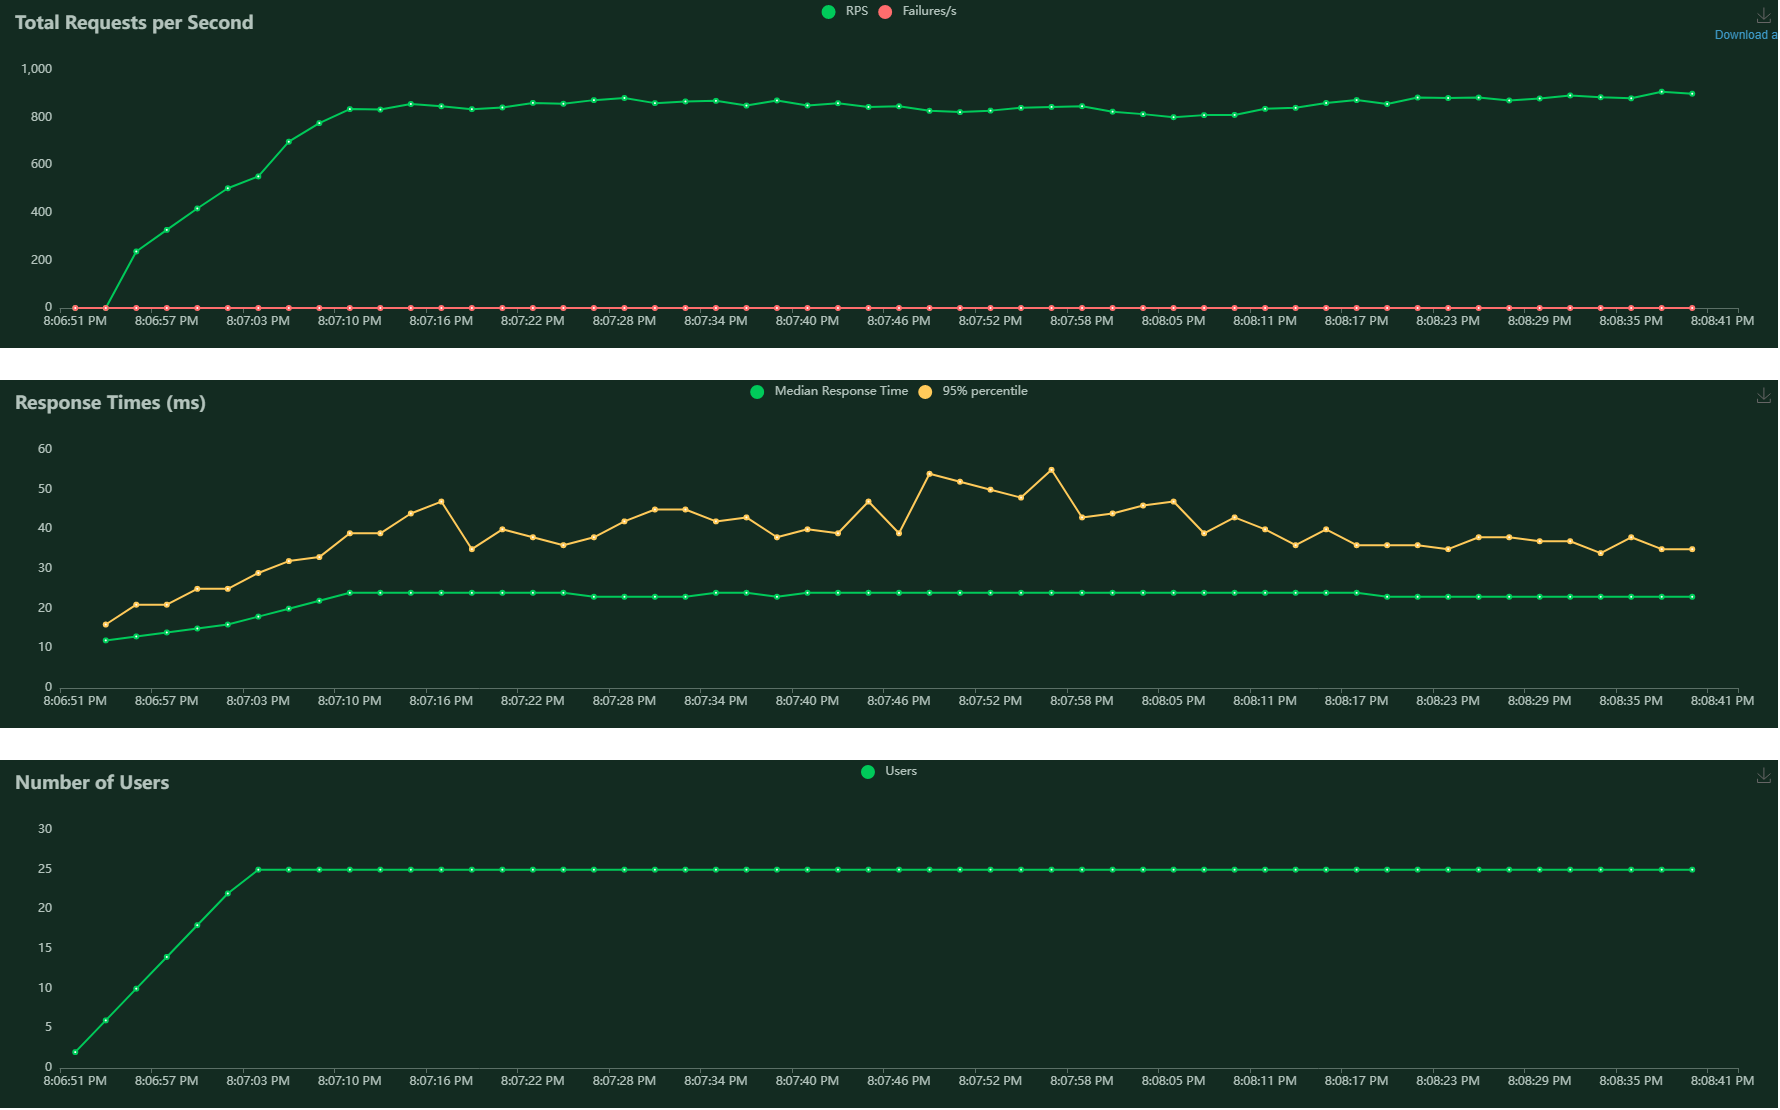 Total Requests per Second
RPS Failures/s
Download a
1,000
800
600
400
200
0
8:06:51 PM 8:06:57 PM 8:07:03 PM 8:07:10 PM 8:07:16 PM 8:07:22 PM 8:07:28 PM 8:07:34 PM 8:07:40 PM 8:07:46 PM 8:07:52 PM 8:07:58 PM 8:08:05 PM 8:08:11 PM 8:08:17 PM 8:08:23 PM 8:08:29 PM 8:08:35 PM 8:08:41 PM
Response Times (ms)
Median Response Time 95% percentile
60
50
40
30
20
10
0
8:06:51 PM 8:06:57 PM 8:07:03 PM 8:07:10 PM 8:07:16 PM 8:07:22 PM 8:07:28 PM 8:07:34 PM 8:07:40 PM 8:07:46 PM 8:07:52 PM 8:07:58 PM 8:08:05 PM 8:08:11 PM 8:08:17 PM 8:08:23 PM 8:08:29 PM 8:08:35 PM 8:08:41 PM
Number of Users
Users
30
25
20
15
10
5
0
8:06:51 PM 8:06:57 PM 8:07:03 PM 8:07:10 PM 8:07:16 PM 8:07:22 PM 8:07:28 PM 8:07:34 PM 8:07:40 PM 8:07:46 PM 8:07:52 PM 8:07:58 PM 8:08:05 PM 8:08:11 PM 8:08:17 PM 8:08:23 PM 8:08:29 PM 8:08:35 PM 8:08:41 PM